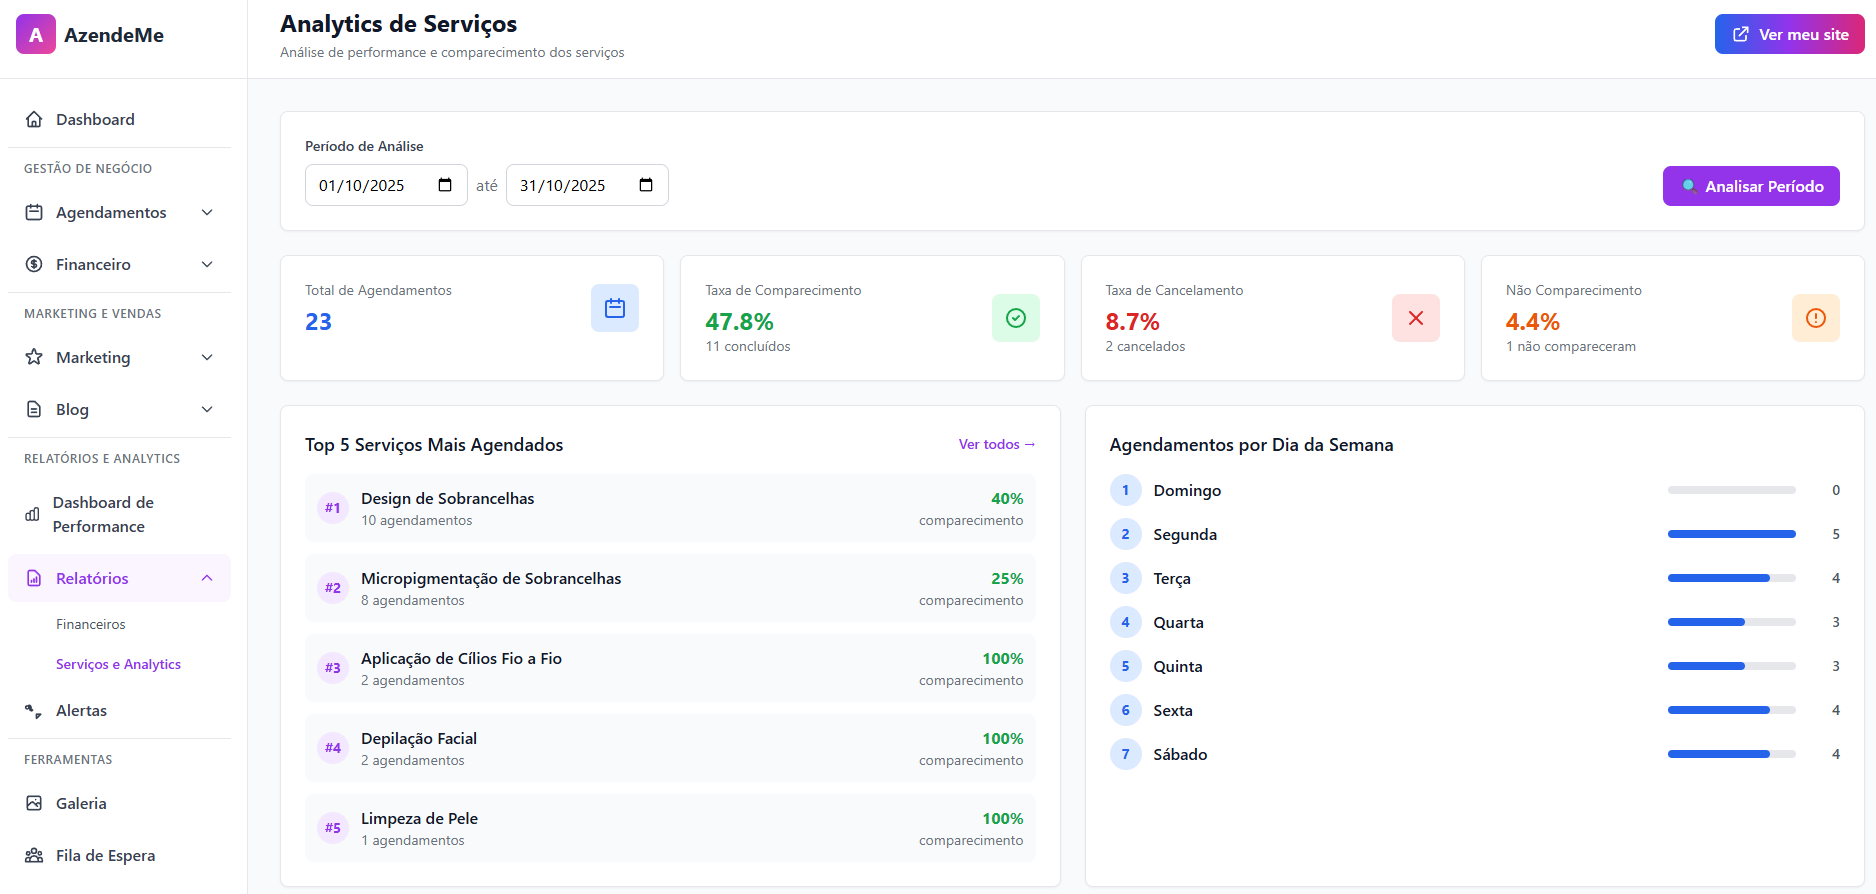 A AzendeMe
Dashboard
GESTÃO DE NEGÓCIO
Agendamentos
Financeiro
MARKETING E VENDAS
Marketing
Blog
RELATÓRIOS E ANALYTICS
Dashboard de
Performance
Relatórios
Financeiros
Serviços e Analytics
Alertas
FERRAMENTAS
Galeria
Fila de Espera
Analytics de Serviços
Análise de performance e comparecimento dos serviços
Ver meu site
Período de Análise
01/10/2025 até 31/10/2025
Analisar Período
Total de Agendamentos
23
Taxa de Comparecimento
47.8%
11 concluídos
Taxa de Cancelamento
8.7%
2 cancelados
Não Comparecimento
4.4%
1 não compareceram
Top 5 Serviços Mais Agendados Ver todos →
#1 Design de Sobrancelhas 40%
10 agendamentos comparecimento
#2 Micropigmentação de Sobrancelhas 25%
8 agendamentos comparecimento
#3 Aplicação de Cílios Fio a Fio 100%
2 agendamentos comparecimento
#4 Depilação Facial 100%
2 agendamentos comparecimento
#5 Limpeza de Pele 100%
1 agendamentos comparecimento
Agendamentos por Dia da Semana
1 Domingo 0
2 Segunda 5
3 Terça 4
4 Quarta 3
5 Quinta 3
6 Sexta 4
7 Sábado 4